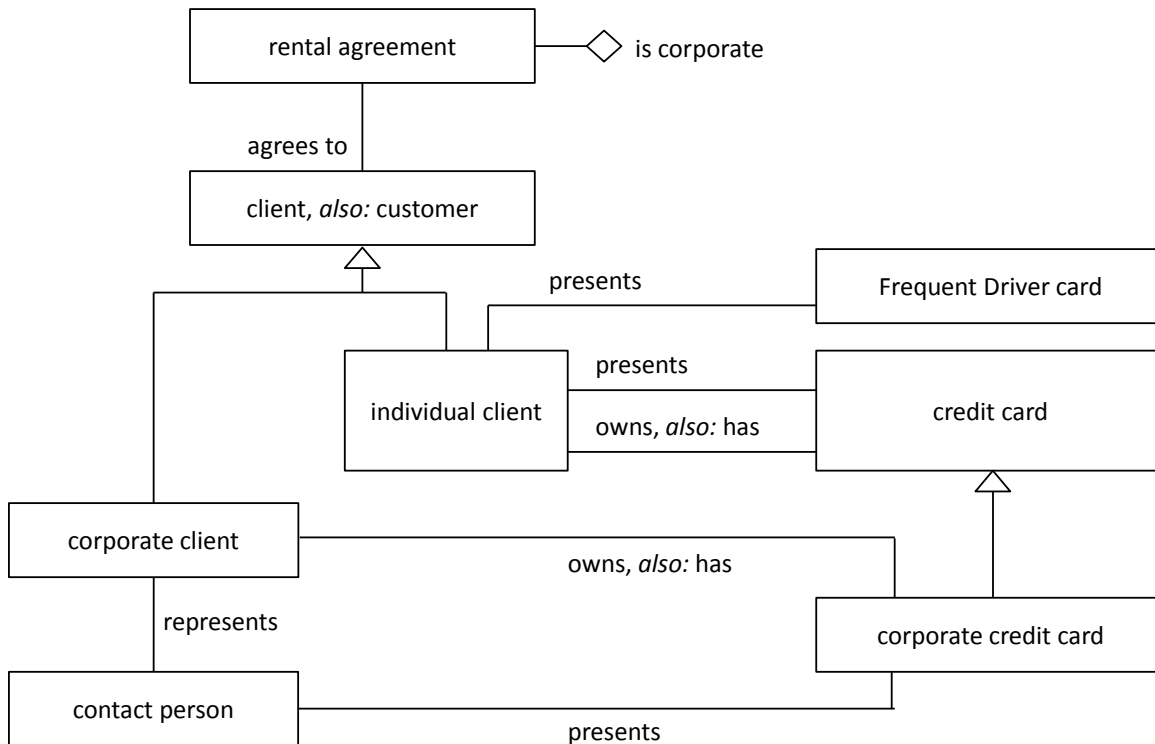 rental agreement
is corporate
agrees to
client, also: customer
presents
Frequent Driver card
presents
individual client
credit card
owns, also: has
corporate client
owns, also: has
represents
corporate credit card
contact person
presents